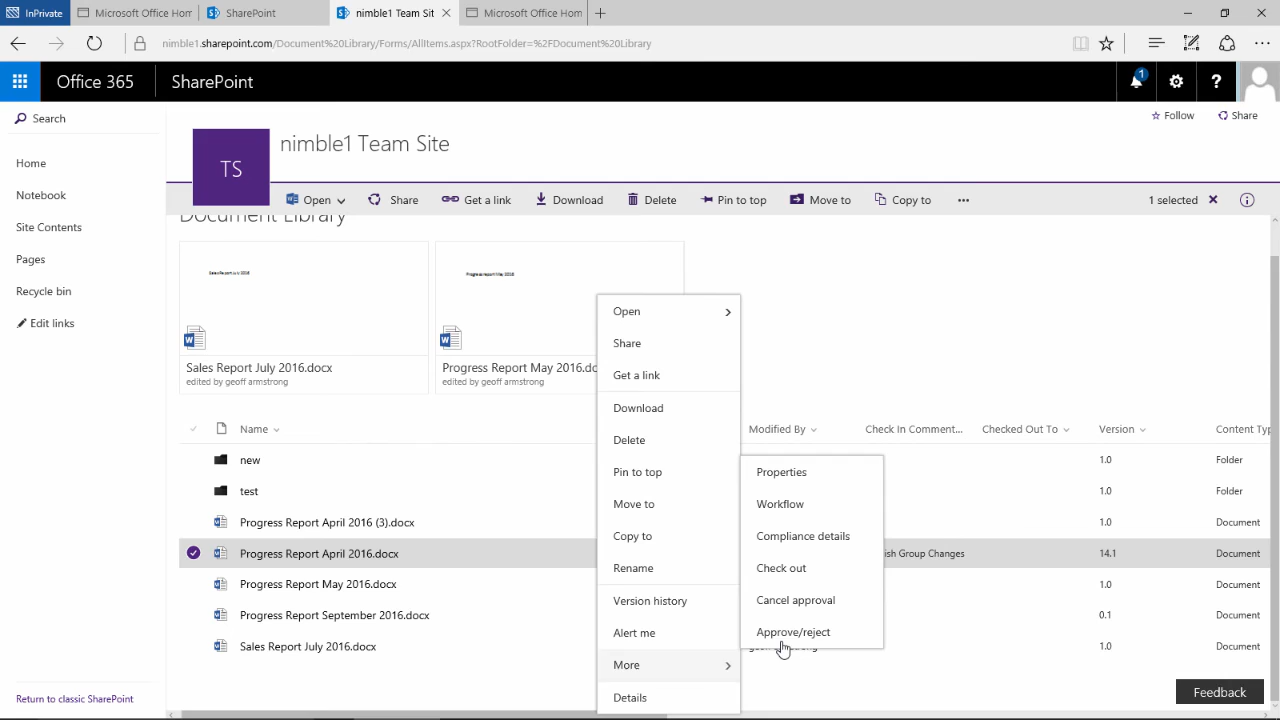 InPrivate
Microsoft Office Hom
SharePoint
nimble1 Team Sit
Microsoft Office Hom
nimble1.sharepoint.com/Document%20Library/Forms/AllItems.aspx?RootFolder=%2FDocument%20Library
Office 365
SharePoint
1
Search
Follow
Share
TS
nimble1 Team Site
Home
Notebook
Site Contents
Pages
Recycle bin
Edit links
Open
Share
Get a link
Download
Delete
Pin to top
Move to
Copy to
1 selected
Document Library
Sales Report July 2016
Progress report May 2016
Sales Report July 2016.docx
edited by geoff armstrong
Progress Report May 2016.do
edited by geoff armstrong
Name
Modified By
Check In Comment...
Checked Out To
Version
Content Typ
new
1.0
Folder
test
1.0
Folder
Progress Report April 2016 (3).docx
1.0
Document
Progress Report April 2016.docx
ish Group Changes
14.1
Document
Progress Report May 2016.docx
1.0
Document
Progress Report September 2016.docx
0.1
Document
Sales Report July 2016.docx
1.0
Document
Open
Share
Get a link
Download
Delete
Pin to top
Move to
Copy to
Rename
Version history
Alert me
More
Details
Properties
Workflow
Compliance details
Check out
Cancel approval
Approve/reject
Return to classic SharePoint
Feedback